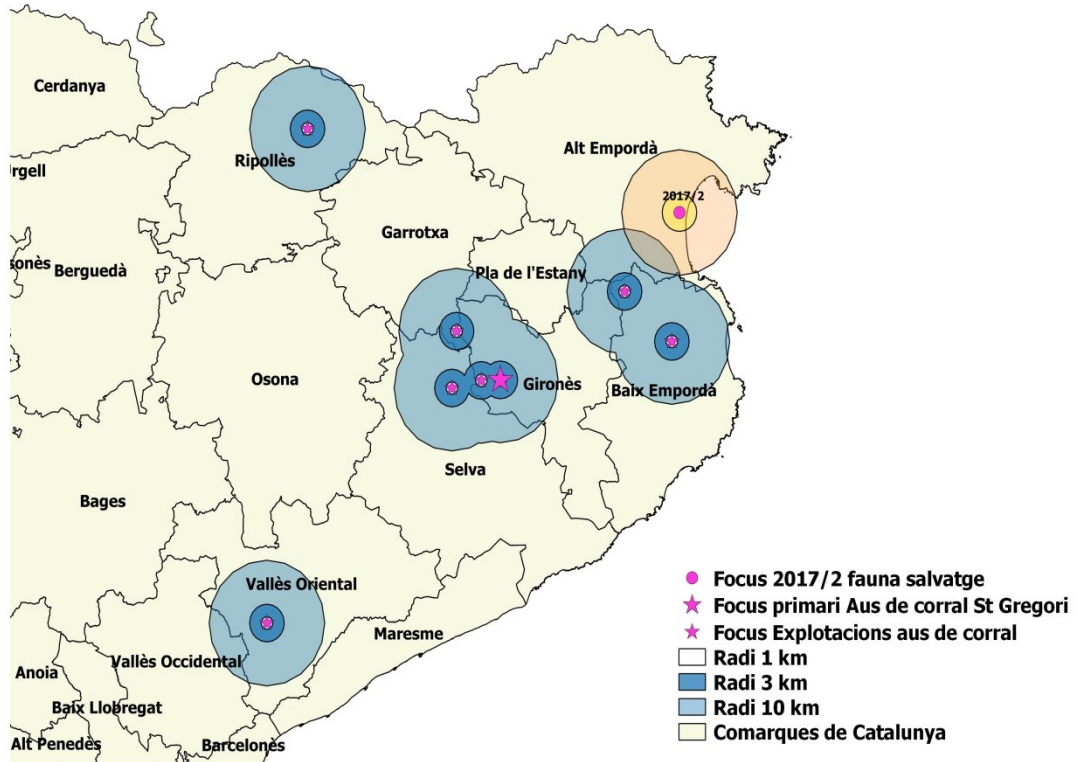 Cerdanya
Alt Empordà
Ripollès
2017/2
Garrotxa
Pla de l'Estany
Berguedà
Osona
Gironès
Baix Empordà
Selva
Bages
Vallès Oriental
Maresme
Vallès Occidental
Anoia
Baix Llobregat
Alt Penedès
Barcelonès
Focus 2017/2 fauna salvatge
Focus primari Aus de corral St Gregori
Focus Explotacions aus de corral
Radi 1 km
Radi 3 km
Radi 10 km
Comarques de Catalunya